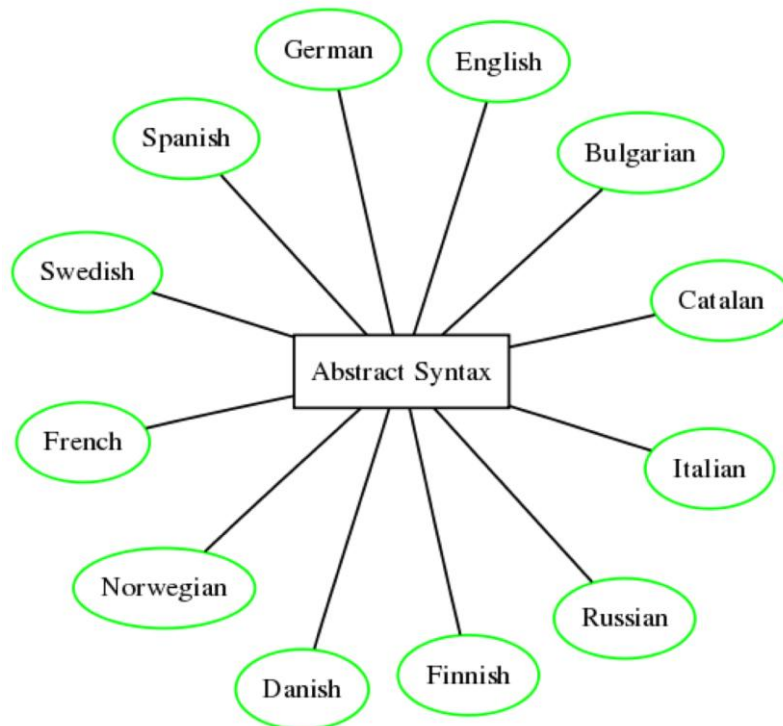 German
English
Spanish
Bulgarian
Swedish
Catalan
Abstract Syntax
French
Italian
Norwegian
Russian
Danish
Finnish